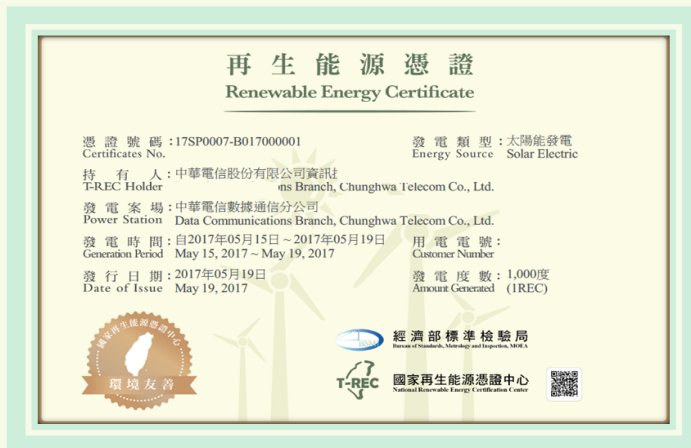 再生能源憑證
Renewable Energy Certificate
憑證號碼：17SP0007-B017000001
Certificates No.
發電類型：太陽能發電
Energy Source Solar Electric
持有人：中華電信股份有限公司資訊
T-REC Holder ns Branch, Chunghwa Telecom Co., Ltd.
發電案場：中華電信數據通信分公司
Power Station Data Communications Branch, Chunghwa Telecom Co., Ltd.
發電時間：自2017年05月15日~2017年05月19日
Generation Period May 15, 2017 ~ May 19, 2017
用電電號：
Customer Number
發行日期：2017年05月19日
Date of Issue May 19, 2017
發電度數：1,000度
Amount Generated (1REC)
國家再生能源憑證中心
環境友善
BSMI
經濟部標準檢驗局
Bureau of Standards, Metrology and Inspection, MOEA
T-REC
國家再生能源憑證中心
National Renewable Energy Certification Center